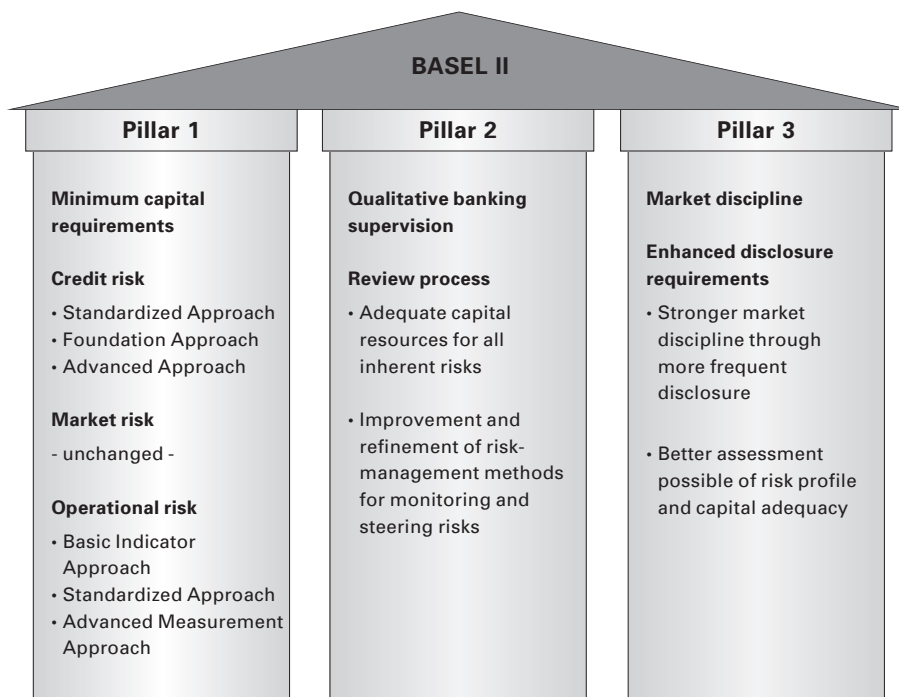 BASEL II
Pillar 1
Minimum capital
requirements
Credit risk
• Standardized Approach
• Foundation Approach
• Advanced Approach
Market risk
- unchanged -
Operational risk
• Basic Indicator
Approach
• Standardized Approach
• Advanced Measurement
Approach
Pillar 2
Qualitative banking
supervision
Review process
• Adequate capital
resources for all
inherent risks
• Improvement and
refinement of risk-
management methods
for monitoring and
steering risks
Pillar 3
Market discipline
Enhanced disclosure
requirements
• Stronger market
discipline through
more frequent
disclosure
• Better assessment
possible of risk profile
and capital adequacy